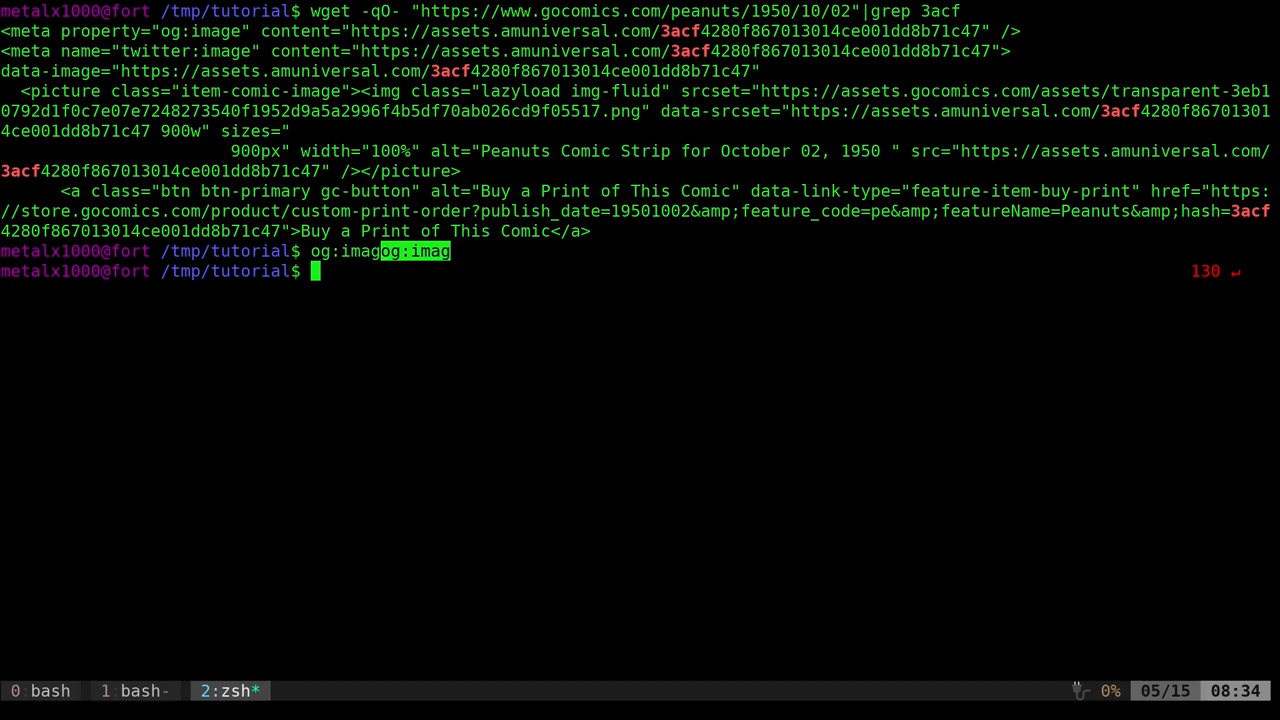 metalx1000@fort /tmp/tutorial$ wget -qO- "https://www.gocomics.com/peanuts/1950/10/02"|grep 3acf
<meta property="og:image" content="https://assets.amuniversal.com/3acf4280f867013014ce001dd8b71c47" />
<meta name="twitter:image" content="https://assets.amuniversal.com/3acf4280f867013014ce001dd8b71c47">
data-image="https://assets.amuniversal.com/3acf4280f867013014ce001dd8b71c47"
<picture class="item-comic-image"><img class="lazyload img-fluid" srcset="https://assets.gocomics.com/assets/transparent-3eb1
0792d1f0c7e07e7248273540f1952d9a5a2996f4b5df70ab026cd9f05517.png" data-srcset="https://assets.amuniversal.com/3acf4280f86701301
4ce001dd8b71c47 900w" sizes="
900px" width="100%" alt="Peanuts Comic Strip for October 02, 1950 " src="https://assets.amuniversal.com/
3acf4280f867013014ce001dd8b71c47" /></picture>
<a class="btn btn-primary gc-button" alt="Buy a Print of This Comic" data-link-type="feature-item-buy-print" href="https:
//store.gocomics.com/product/custom-print-order?publish_date=19501002&amp;feature_code=pe&amp;featureName=Peanuts&amp;hash=3acf
4280f867013014ce001dd8b71c47">Buy a Print of This Comic</a>
metalx1000@fort /tmp/tutorial$ og:imagog:imag
metalx1000@fort /tmp/tutorial$ 130 ↵
0 bash 1:bash- 2:zsh* 0% 05/15 08:34